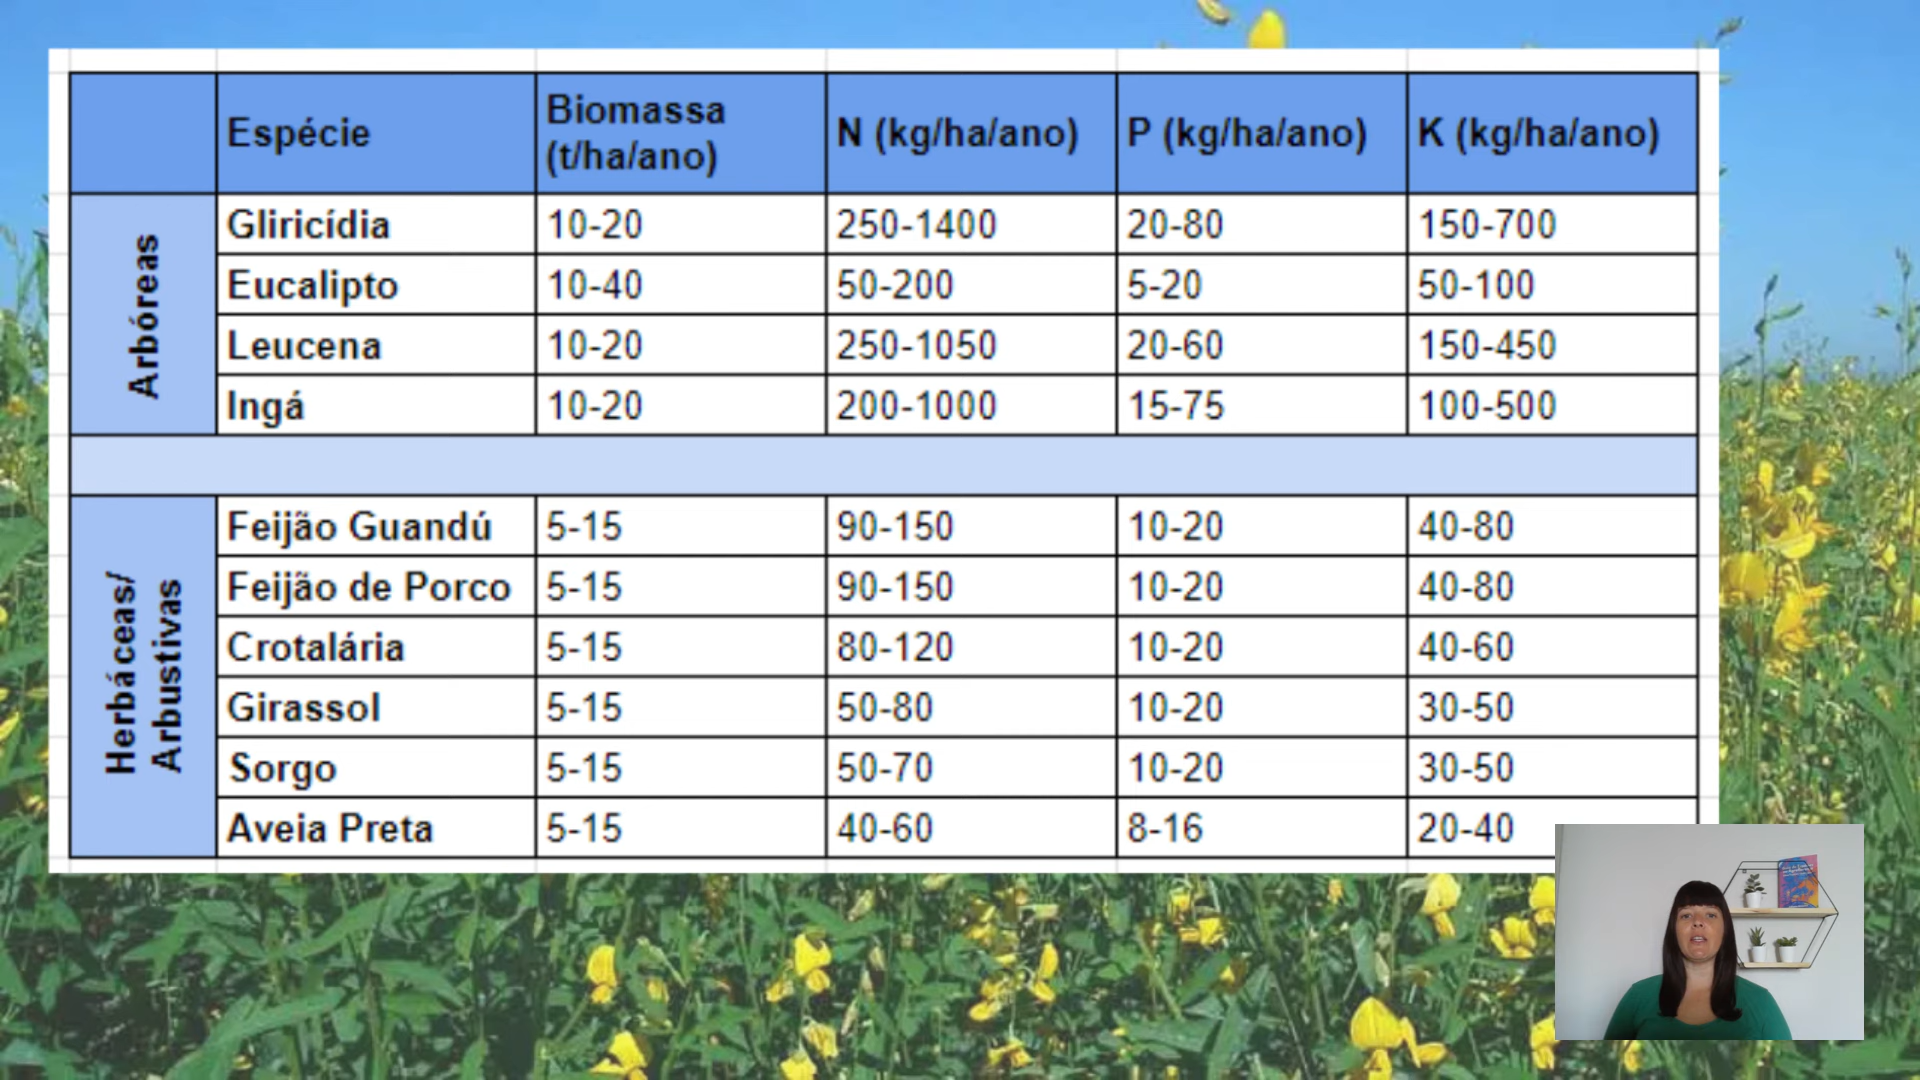 Espécie Biomassa (t/ha/ano) N (kg/ha/ano) P (kg/ha/ano) K (kg/ha/ano)
Arbóreas
Gliricídia 10-20 250-1400 20-80 150-700
Eucalipto 10-40 50-200 5-20 50-100
Leucena 10-20 250-1050 20-60 150-450
Ingá 10-20 200-1000 15-75 100-500
Herbáceas/
Arbustivas
Feijão Guandú 5-15 90-150 10-20 40-80
Feijão de Porco 5-15 90-150 10-20 40-80
Crotalária 5-15 80-120 10-20 40-60
Girassol 5-15 50-80 10-20 30-50
Sorgo 5-15 50-70 10-20 30-50
Aveia Preta 5-15 40-60 8-16 20-40